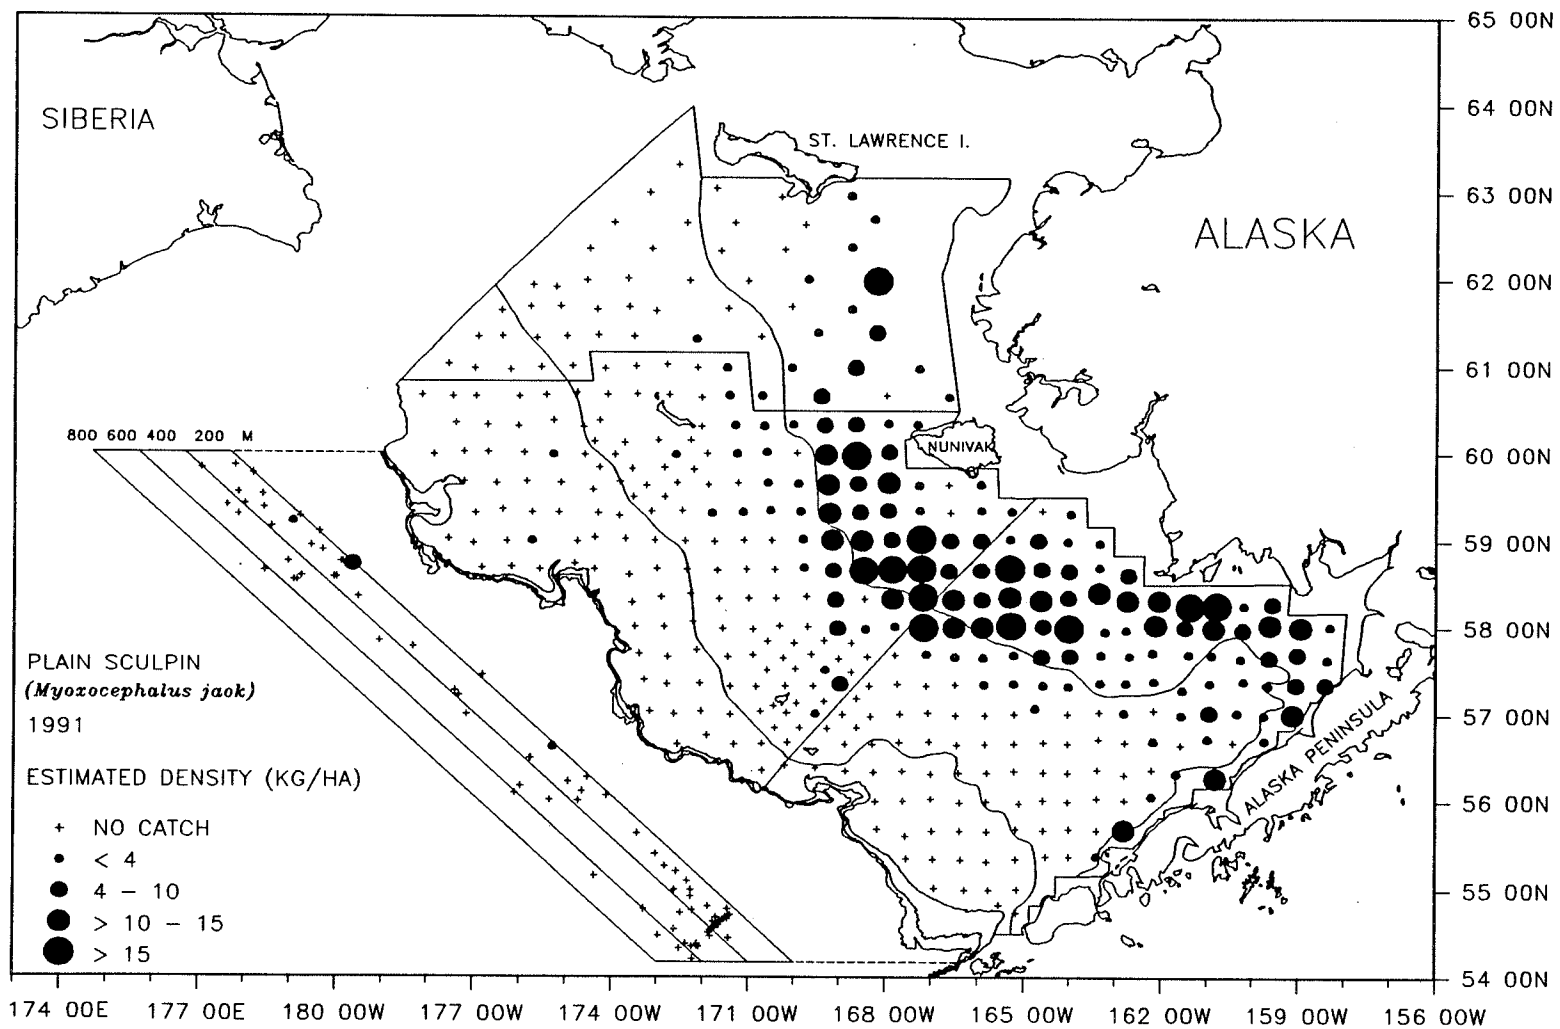 65 00N
SIBERIA
64 00N
ST. LAWRENCE I.
63 00N
ALASKA
62 00N
61 00N
800 600 400 200 M
NUNIVAK
60 00N
59 00N
58 00N
PLAIN SCULPIN
(Myoxocephalus jaok)
1991
57 00N
ALASKA PENINSULA
ESTIMATED DENSITY (KG/HA)
56 00N
+ NO CATCH
< 4
4 – 10
55 00N
> 10 – 15
> 15
54 00N
174 00E 177 00E 180 00W 177 00W 174 00W 171 00W 168 00W 165 00W 162 00W 159 00W 156 00W